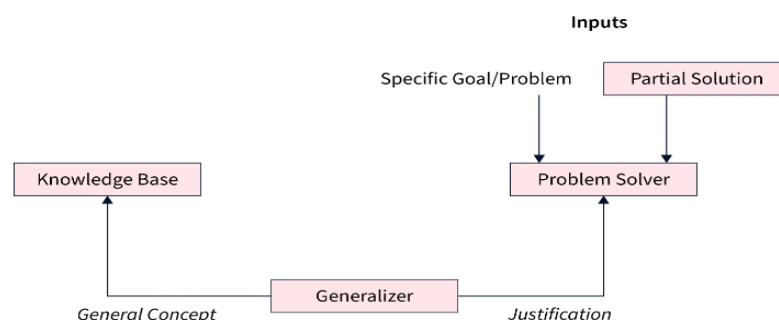 Inputs
Specific Goal/Problem
Partial Solution
Knowledge Base
Problem Solver
Generalizer
General Concept
Justification